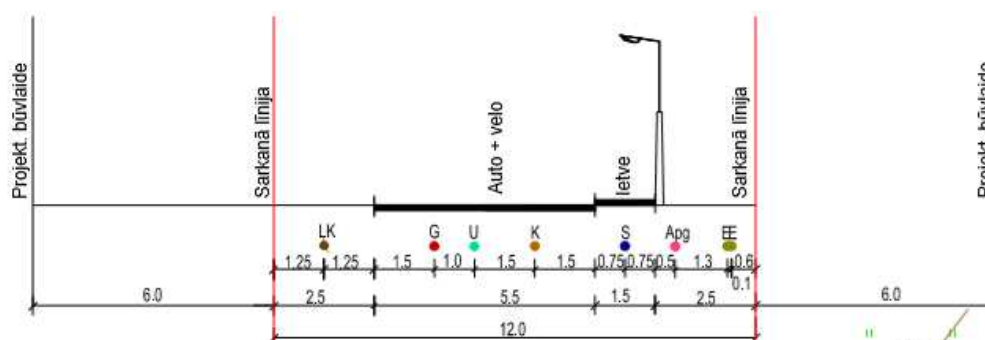 Projekt. būvlaide
Sarkanā līnija
Auto + velo
Ietve
Sarkanā līnija
Projekt. būvlaide
LK G U K S Apg EE
1.25 1.25 1.5 1.0 1.5 1.5 0.75 0.75 0.5 1.3 0.6
0.1
6.0 2.5 5.5 1.5 2.5 6.0
12.0